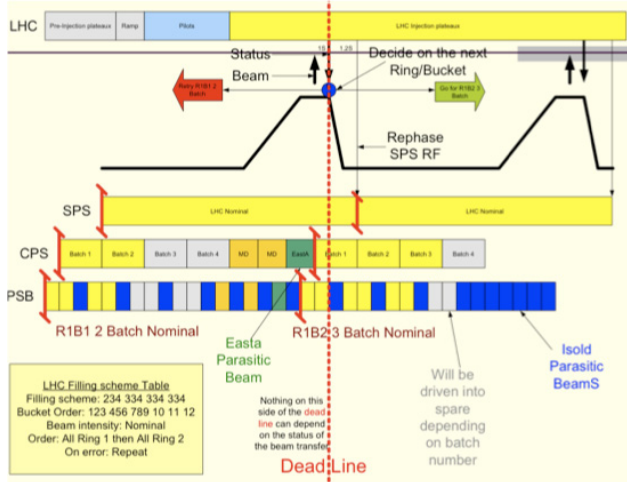 LHC
Pre-Injection plateaux
Ramp
Pilots
LHC Injection plateau
Status
15
1.25
Decide on the next
Ring/Bucket
Beam
Retry R1B1 2
Batch
Go for R1B2 3
Batch
Rephase
SPS RF
SPS
LHC Nominal
LHC Nominal
CPS
Batch 1
Batch 2
Batch 3
Batch 4
MD
MD
EastA
Batch 1
Batch 2
Batch 3
Batch 4
PSB
R1B1 2 Batch Nominal
R1B2 3 Batch Nominal
Easta
Parasitic
Beam
Isold
Parasitic
BeamS
Will be
driven into
spare
depending
on batch
number
LHC Filling scheme Table
Filling scheme: 234 334 334 334
Bucket Order: 123 456 789 10 11 12
Beam intensity: Nominal
Order: All Ring 1 then All Ring 2
On error: Repeat
Nothing on this
side of the dead
line can depend
on the status of
the beam transfer
Dead Line